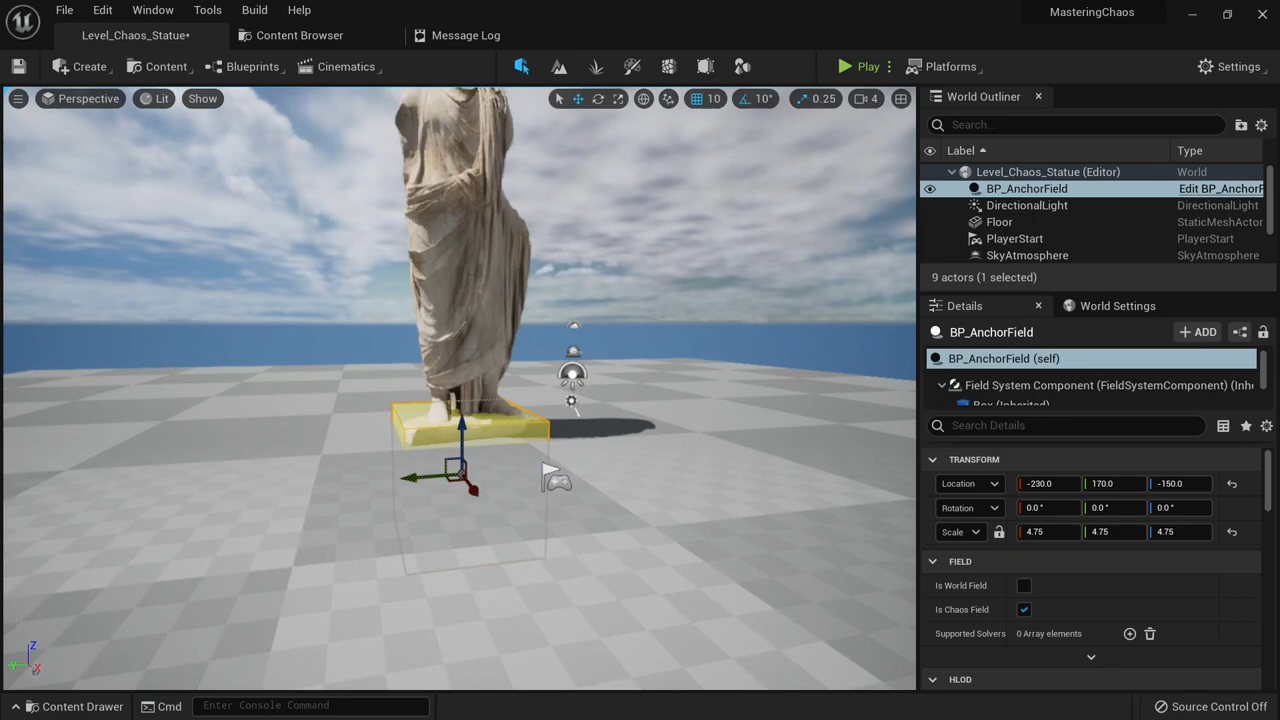 File Edit Window Tools Build Help
MasteringChaos
Level_Chaos_Statue*
Content Browser
Message Log
Create
Content
Blueprints
Cinematics
Play
Platforms
Settings
Perspective
Lit
Show
10
10°
0.25
4
World Outliner
Search...
Label
Type
Level_Chaos_Statue (Editor)
World
BP_AnchorField
Edit BP_AnchorF
DirectionalLight
DirectionalLight
Floor
StaticMeshActor
PlayerStart
PlayerStart
SkyAtmosphere
SkyAtmosphere
9 actors (1 selected)
Details
World Settings
BP_AnchorField
+ ADD
BP_AnchorField (self)
Field System Component (FieldSystemComponent) (Inhe
Box (Inherited)
Search Details
TRANSFORM
Location
-230.0
170.0
-150.0
Rotation
0.0 °
0.0 °
0.0 °
Scale
4.75
4.75
4.75
FIELD
Is World Field
Is Chaos Field
Supported Solvers
0 Array elements
HLOD
Z
Y
X
Content Drawer
Cmd
Enter Console Command
Source Control Off